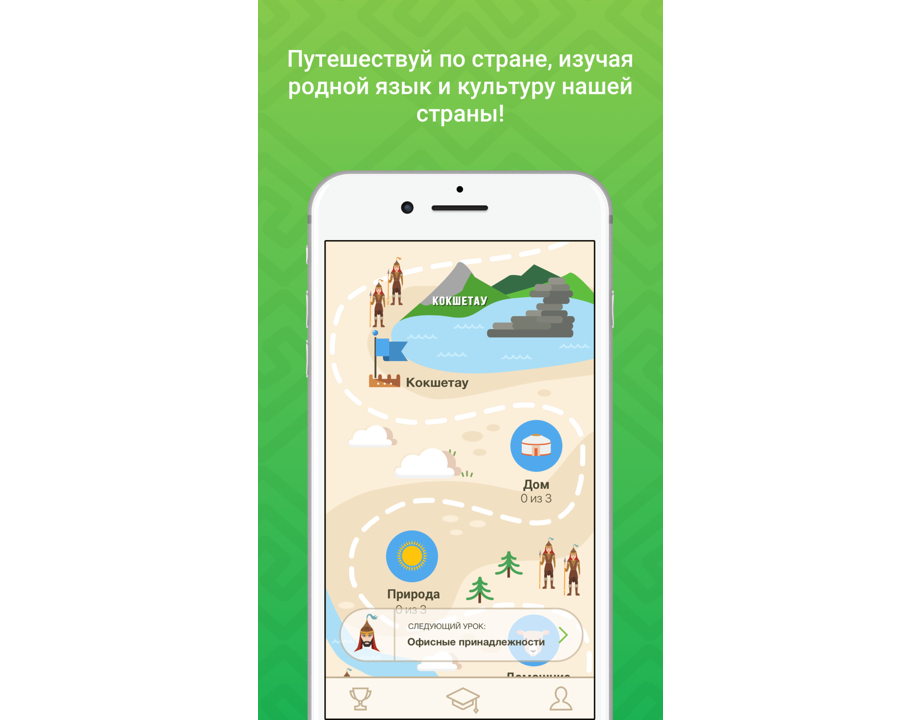 Путешествуй по стране, изучая
родной язык и культуру нашей
страны!
КОКШЕТАУ
Кокшетау
Дом
0 из 3
Природа
0 из 3
СЛЕДУЮЩИЙ УРОК:
Офисные принадлежности